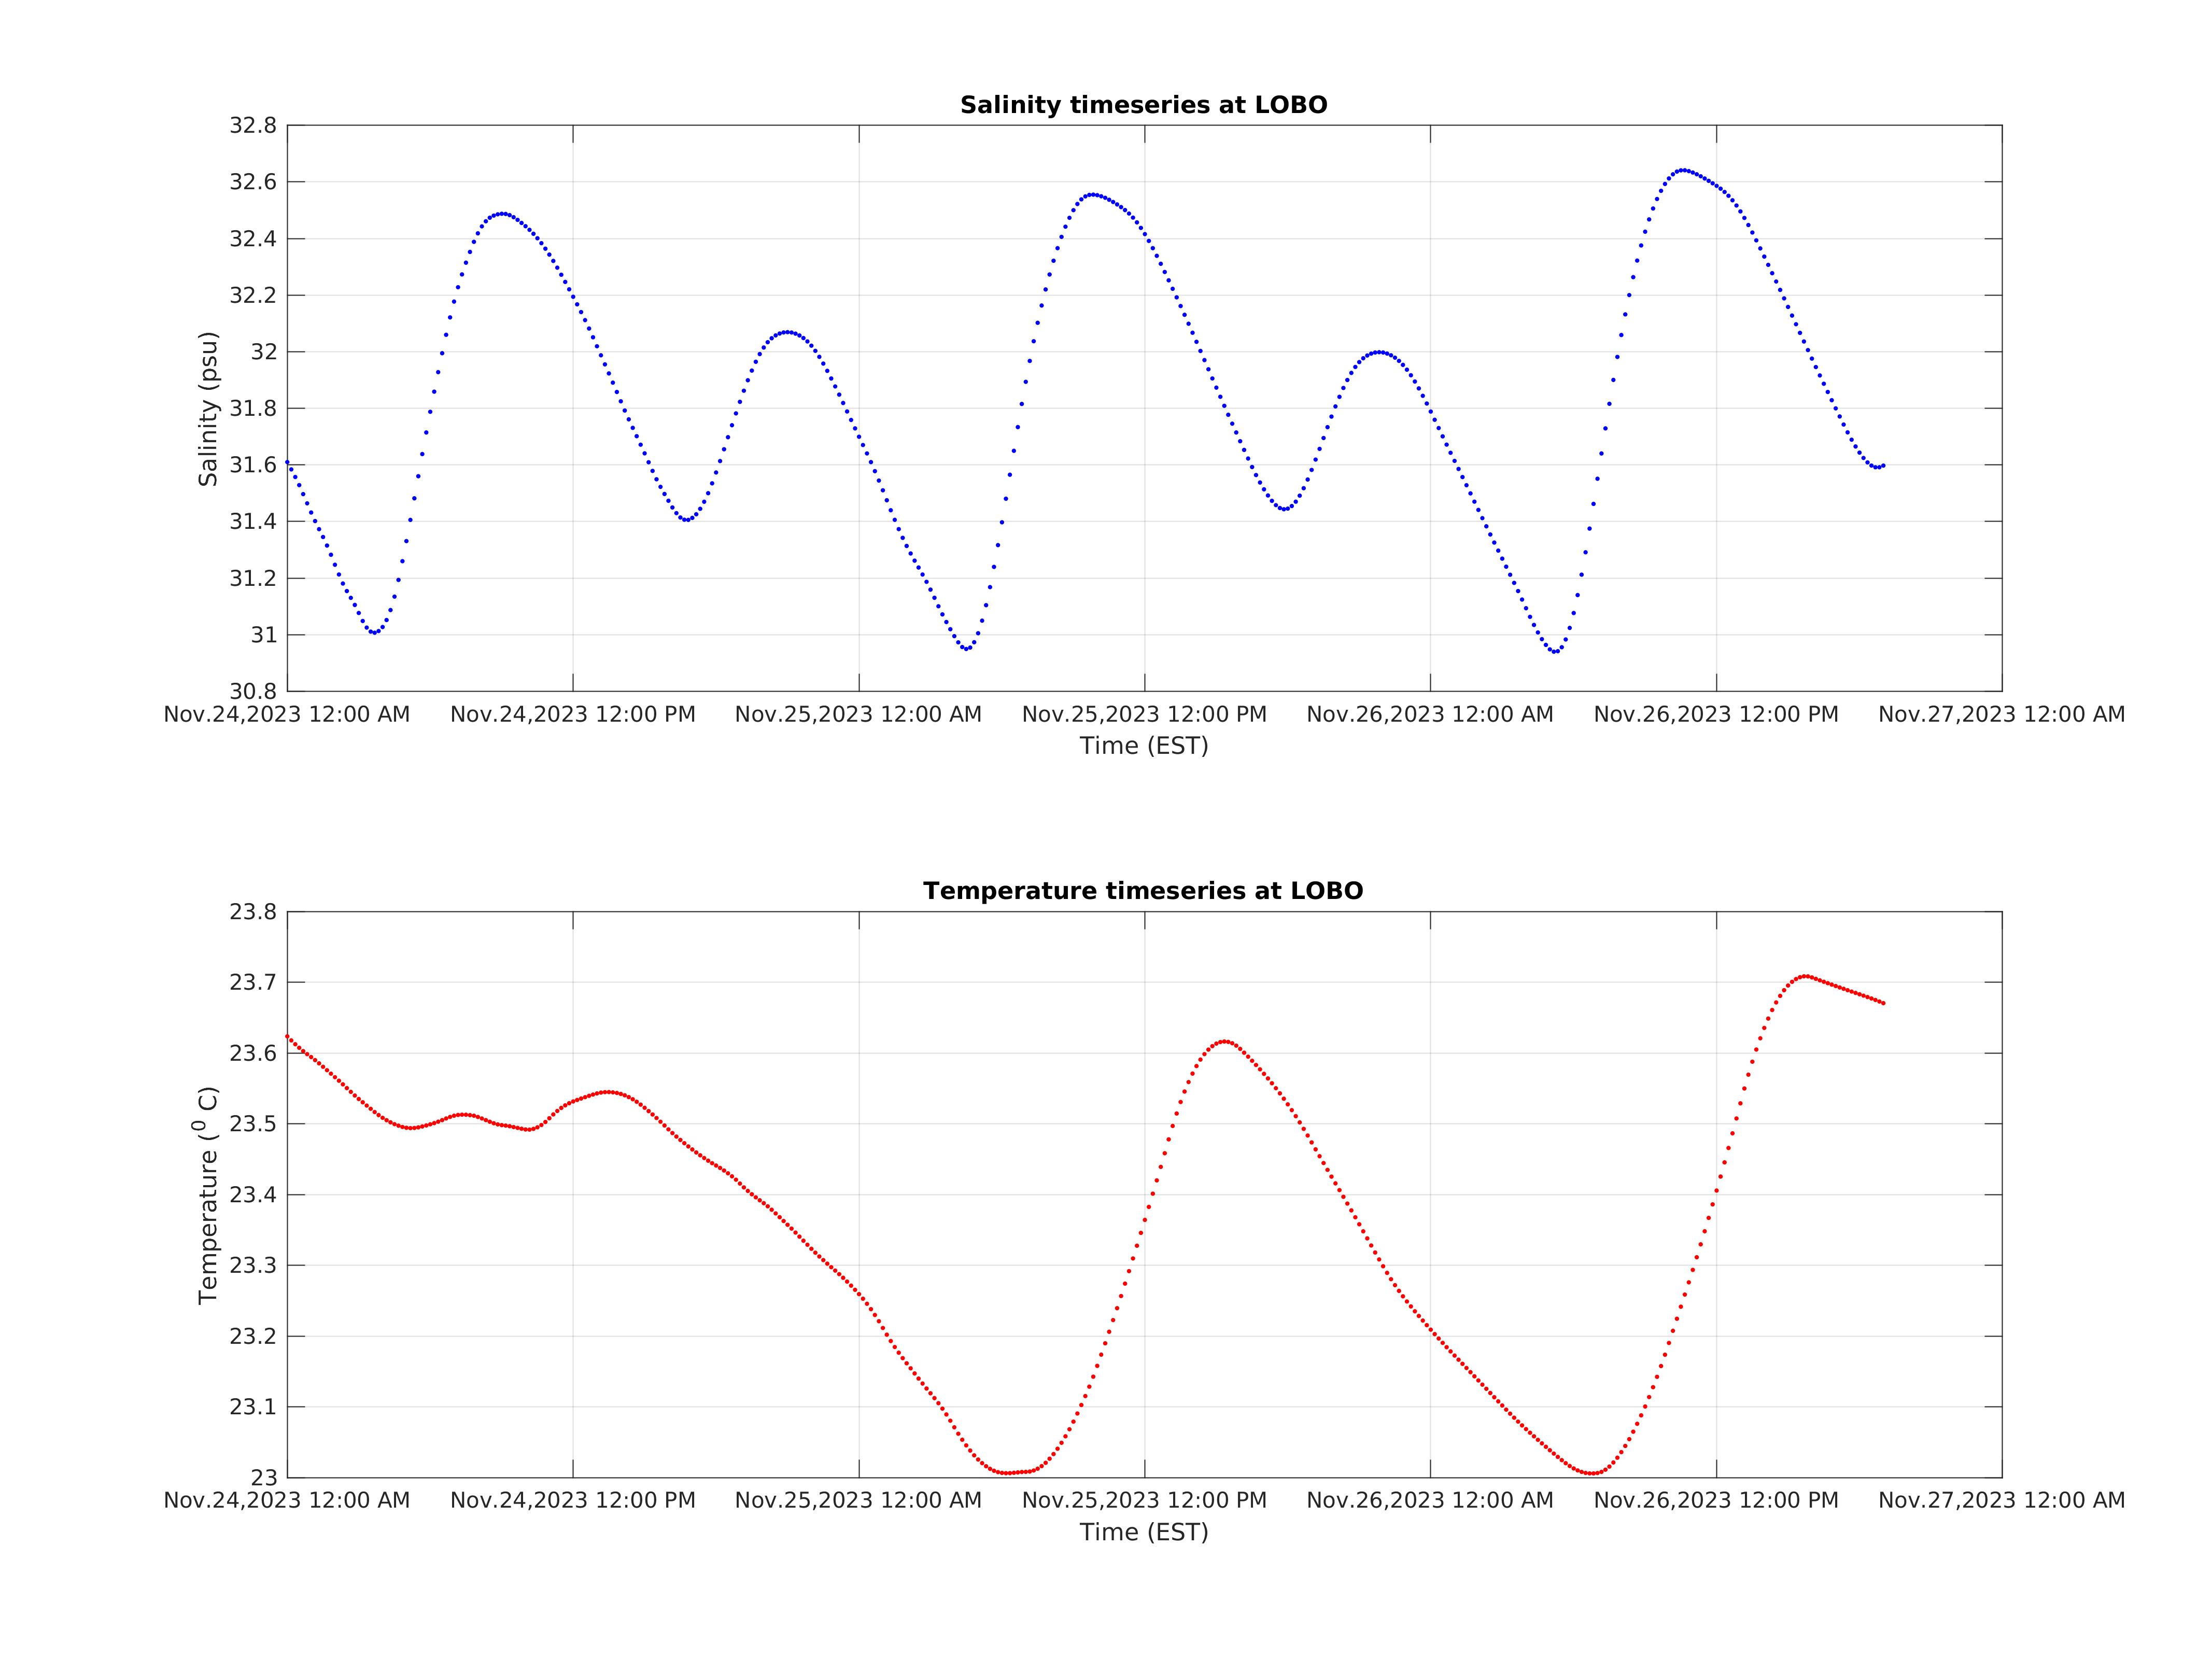 Salinity timeseries at LOBO
32.8
32.6
32.4
32.2
32
31.8
31.6
31.4
31.2
31
30.8
Salinity (psu)
Nov.24,2023 12:00 AM Nov.24,2023 12:00 PM Nov.25,2023 12:00 AM Nov.25,2023 12:00 PM Nov.26,2023 12:00 AM Nov.26,2023 12:00 PM Nov.27,2023 12:00 AM
Time (EST)
Temperature timeseries at LOBO
23.8
23.7
23.6
23.5
23.4
23.3
23.2
23.1
23
Temperature (⁰ C)
Nov.24,2023 12:00 AM Nov.24,2023 12:00 PM Nov.25,2023 12:00 AM Nov.25,2023 12:00 PM Nov.26,2023 12:00 AM Nov.26,2023 12:00 PM Nov.27,2023 12:00 AM
Time (EST)